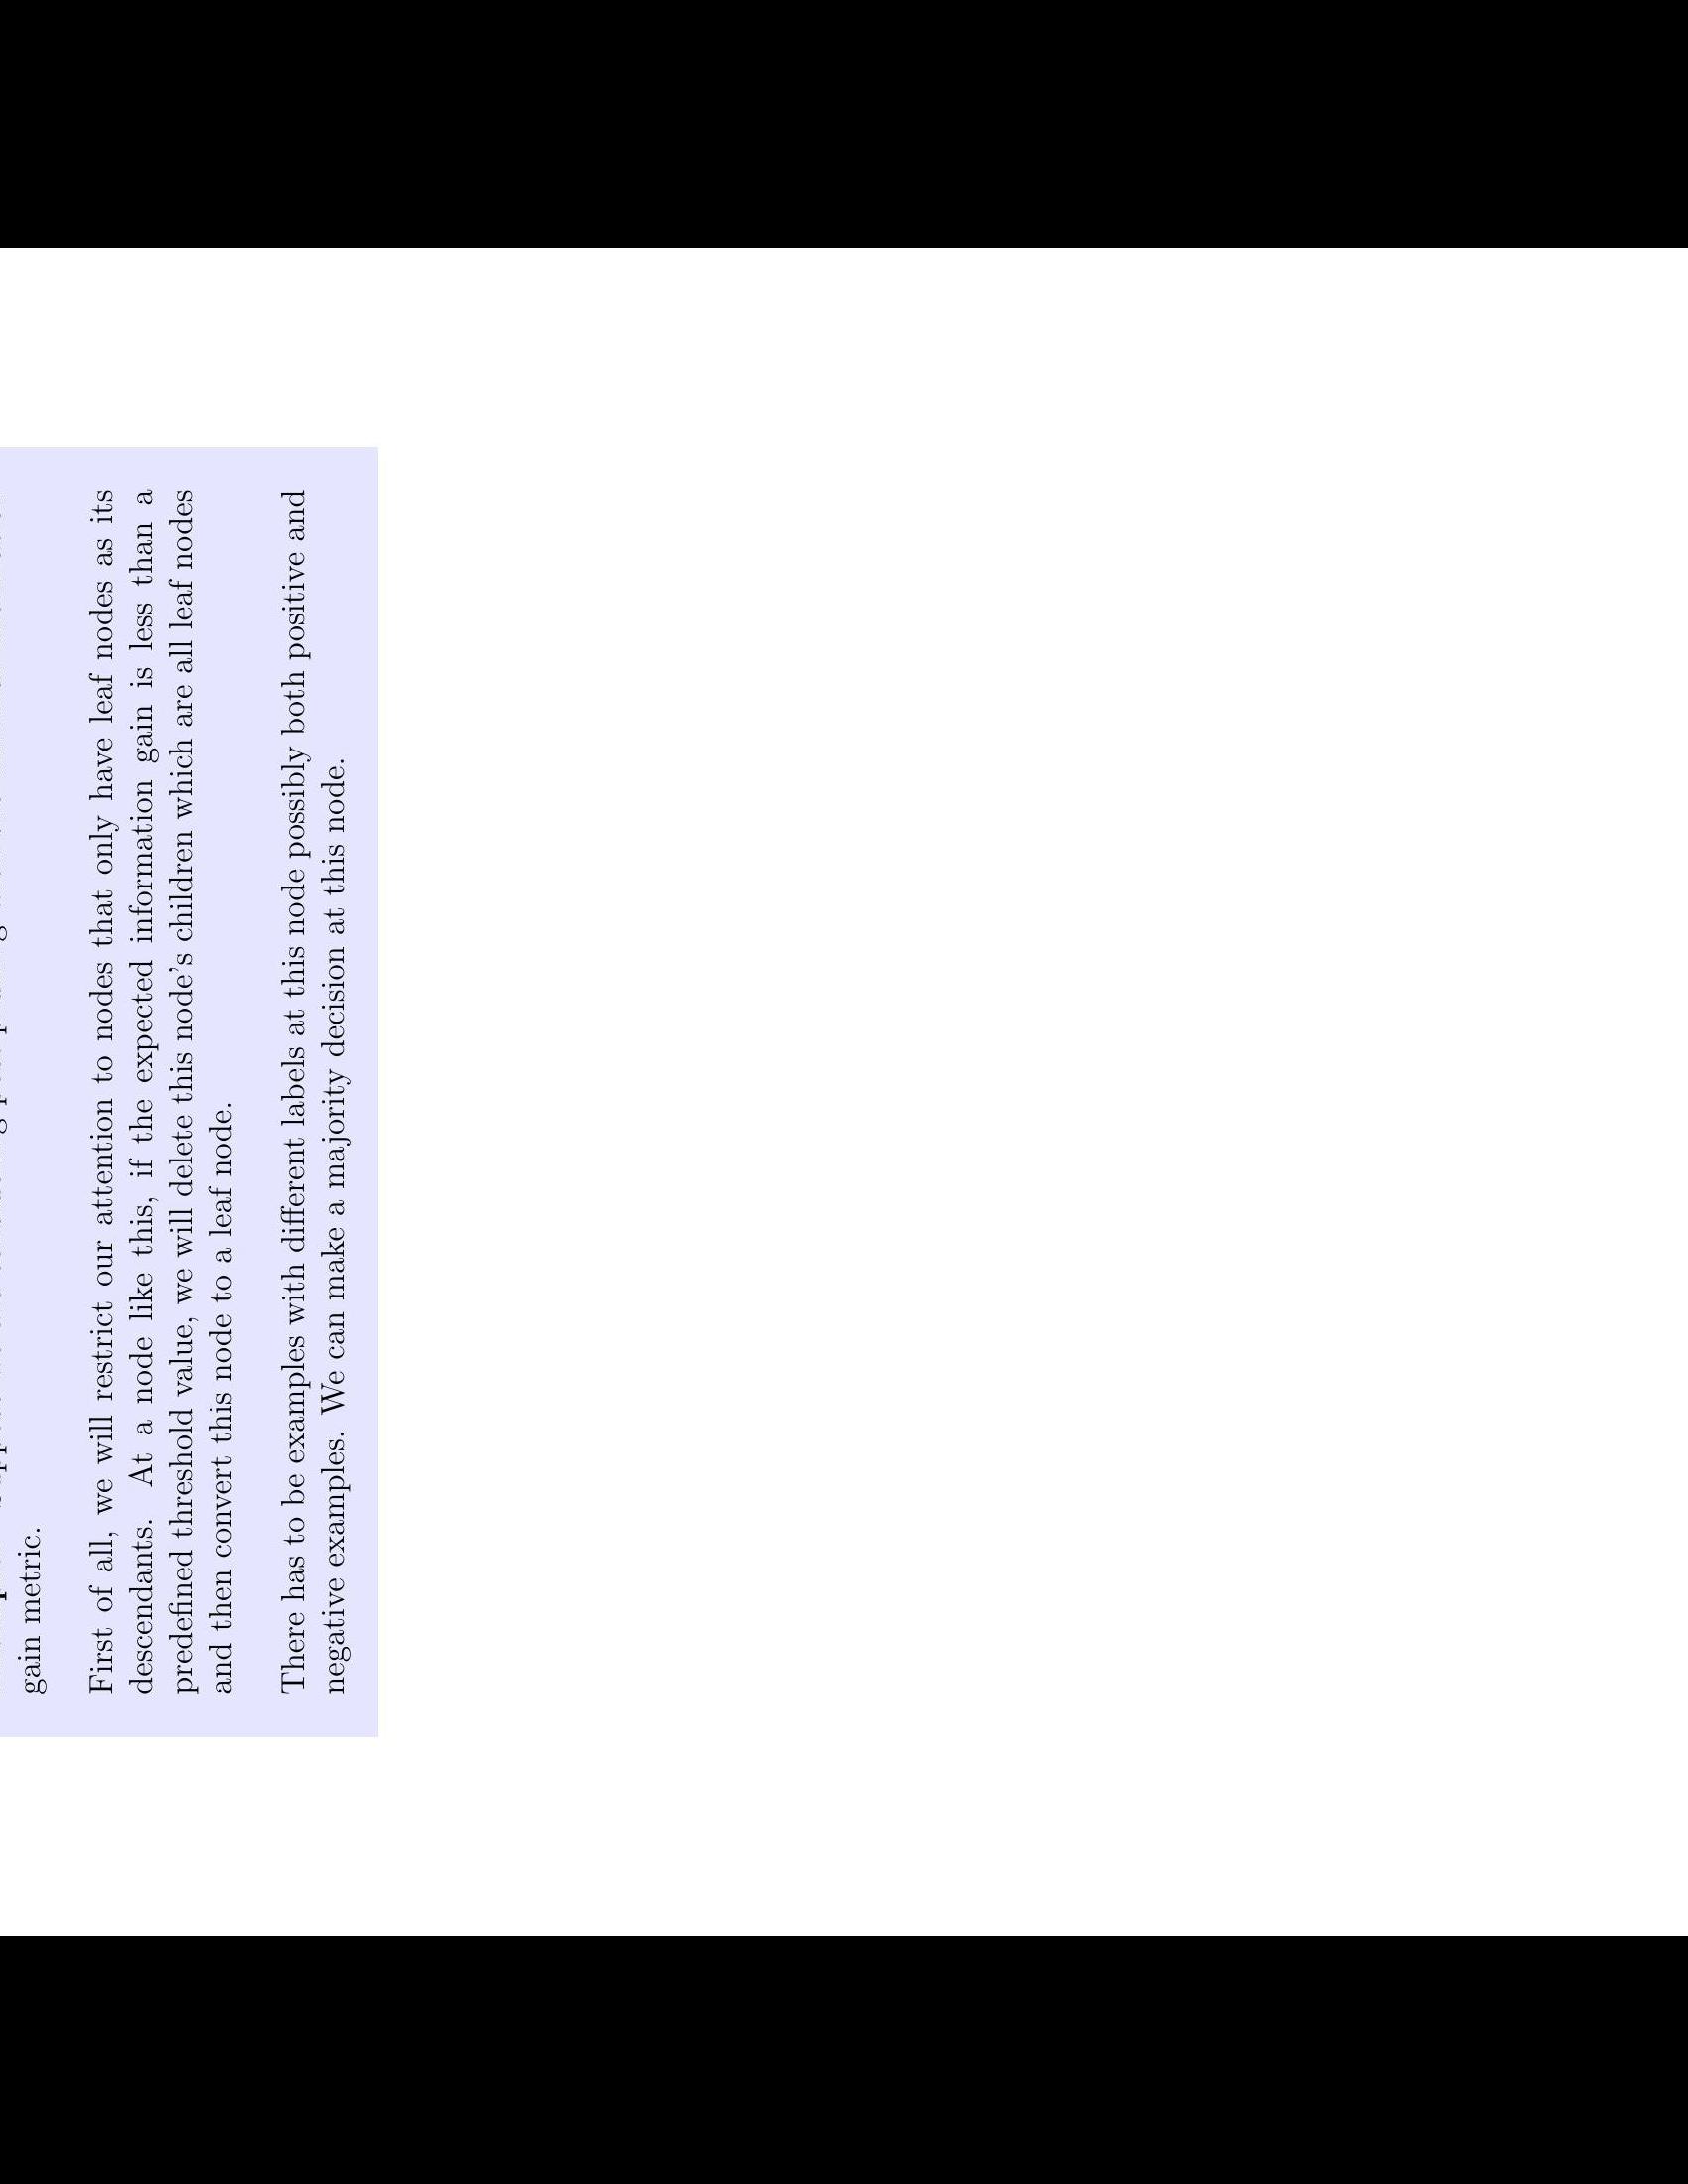 gain metric.
First of all, we will restrict our attention to nodes that only have leaf nodes as its
descendants. At a node like this, if the expected information gain is less than a
predefined threshold value, we will delete this node's children which are all leaf nodes
and then convert this node to a leaf node.
There has to be examples with different labels at this node possibly both positive and
negative examples. We can make a majority decision at this node.